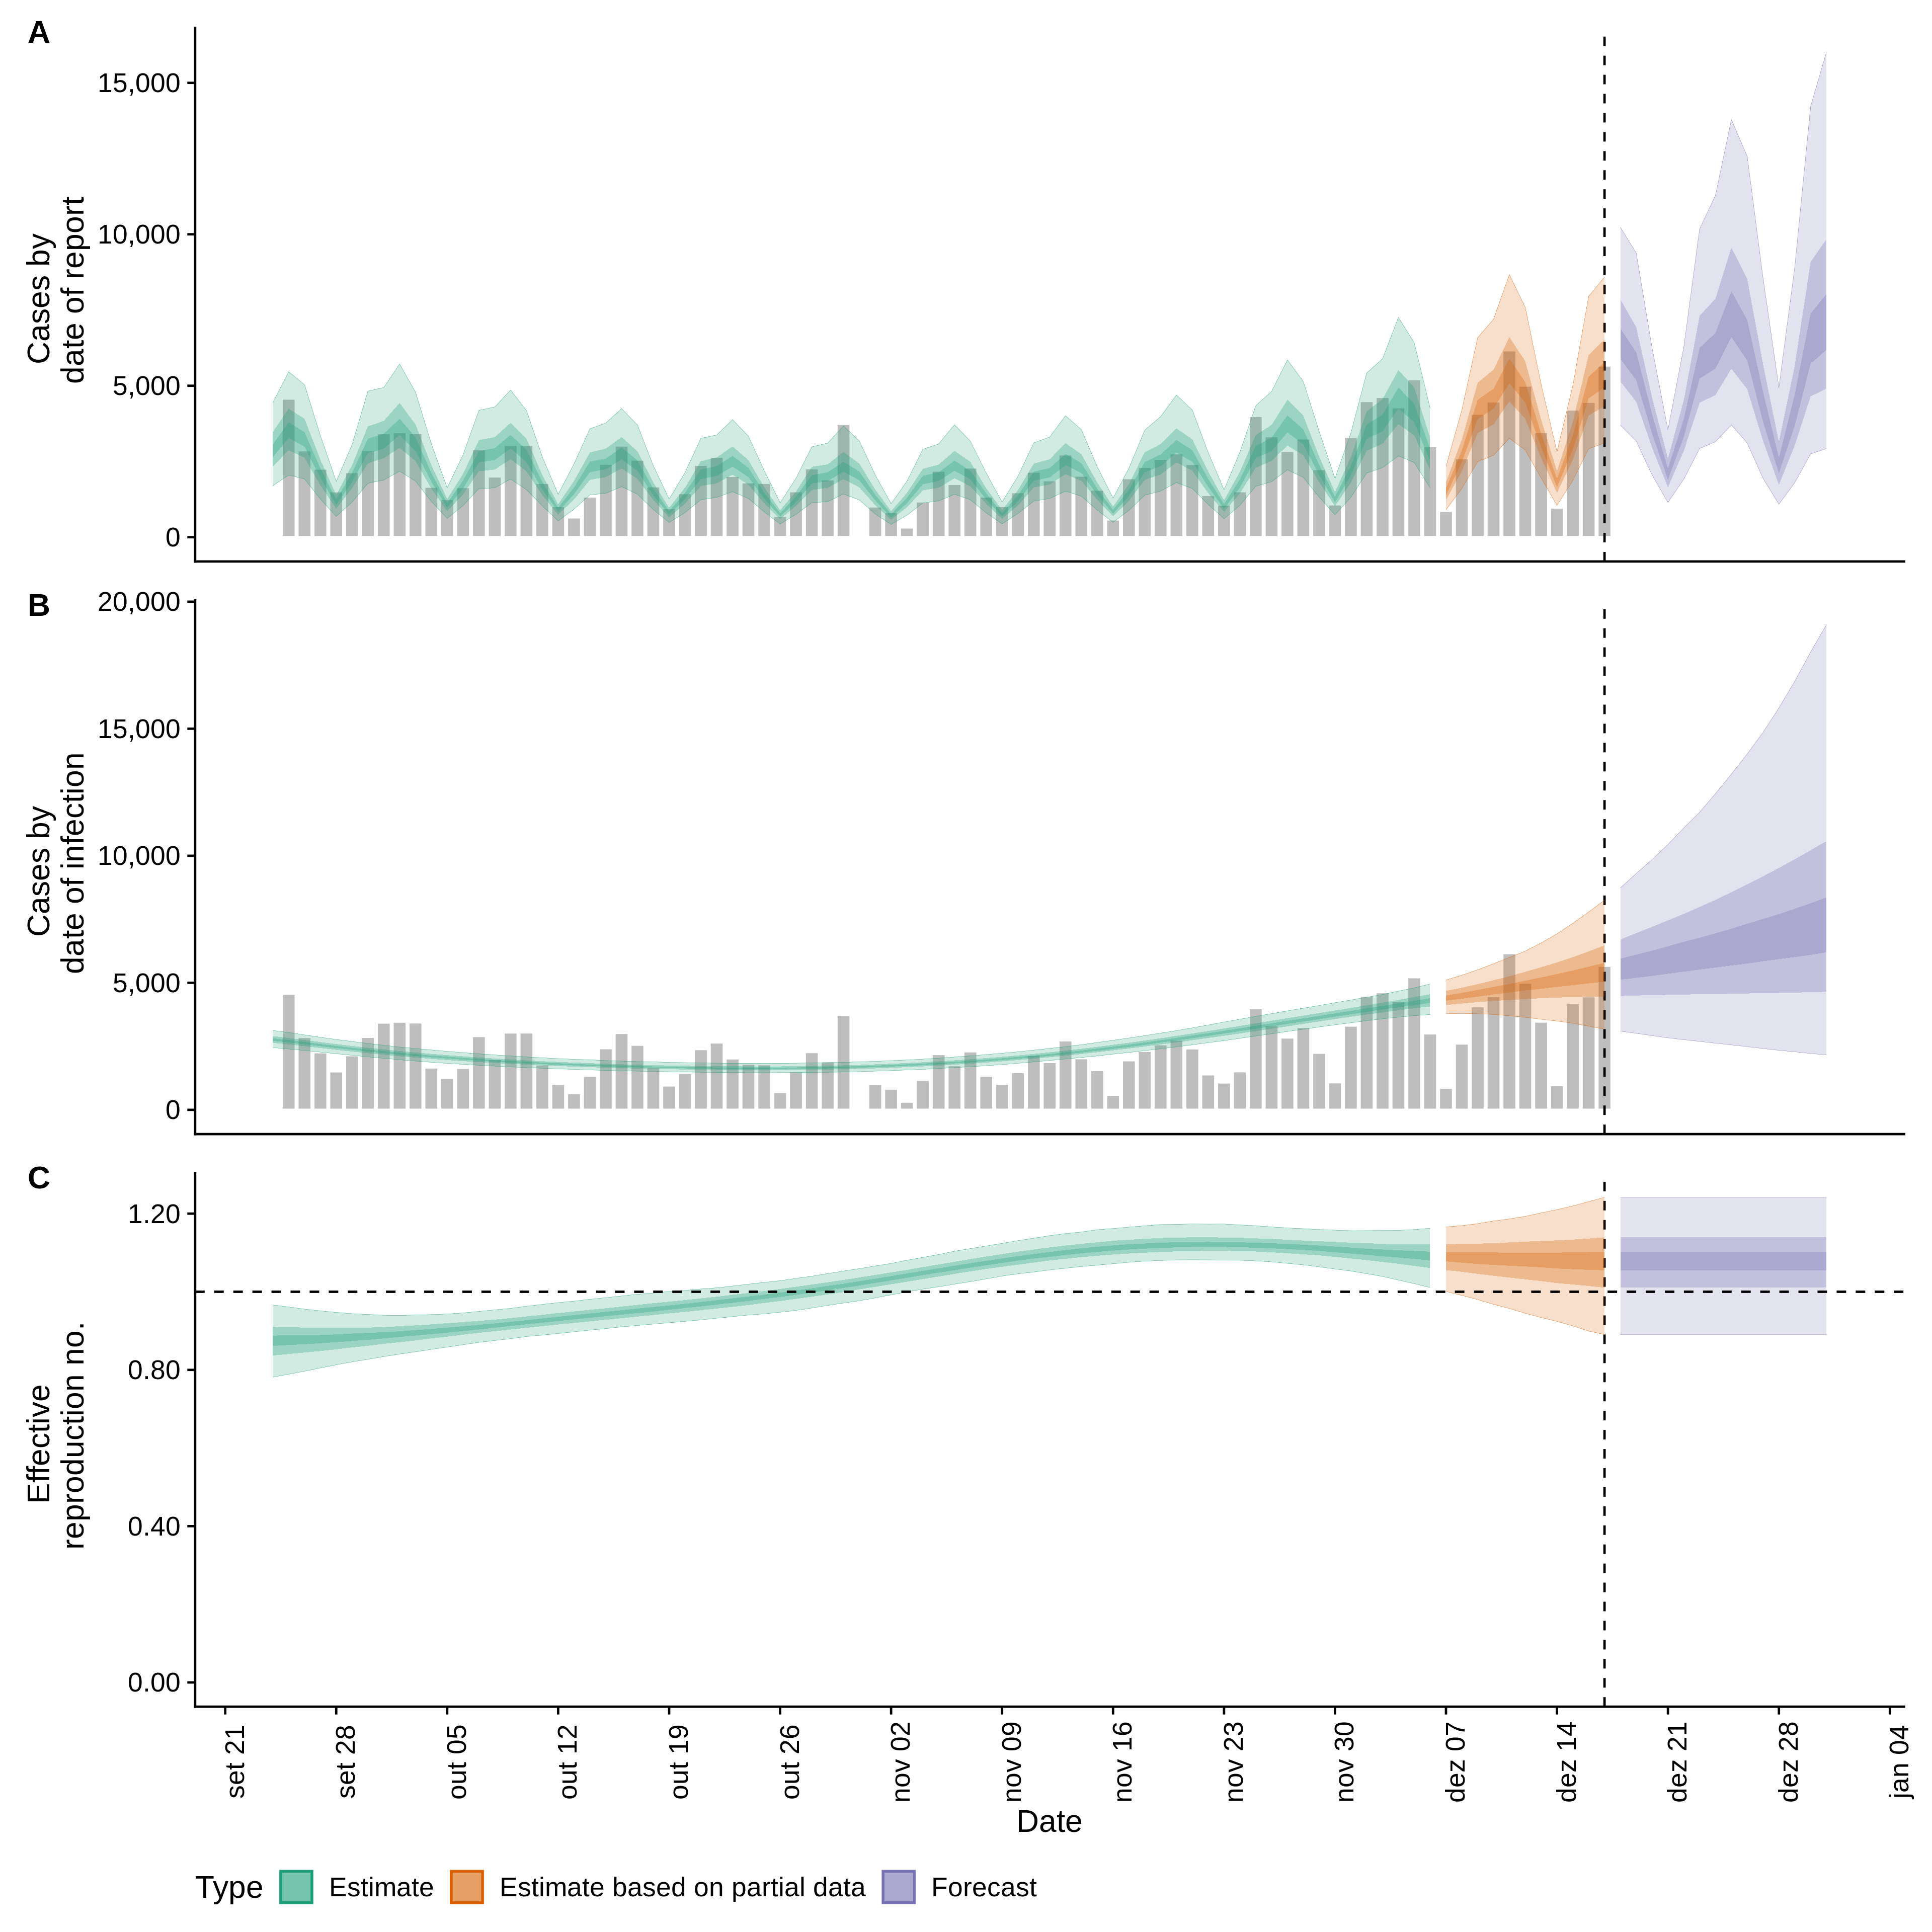 A
15,000
10,000
5,000
0
Cases by
date of report
B
20,000
15,000
10,000
5,000
0
Cases by
date of infection
C
1.20
0.80
0.40
0.00
Effective
reproduction no.
set 21
set 28
out 05
out 12
out 19
out 26
nov 02
nov 09
nov 16
nov 23
nov 30
dez 07
dez 14
dez 21
dez 28
jan 04
Date
Type Estimate Estimate based on partial data Forecast